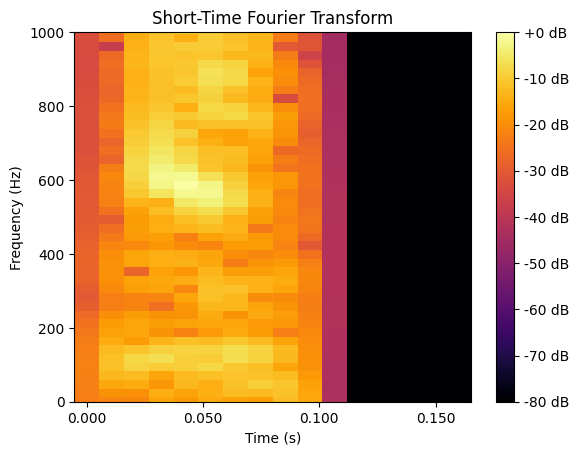 Short-Time Fourier Transform
1000
800
600
400
200
0
Frequency (Hz)
0.000
0.050
0.100
0.150
Time (s)
+0 dB
-10 dB
-20 dB
-30 dB
-40 dB
-50 dB
-60 dB
-70 dB
-80 dB